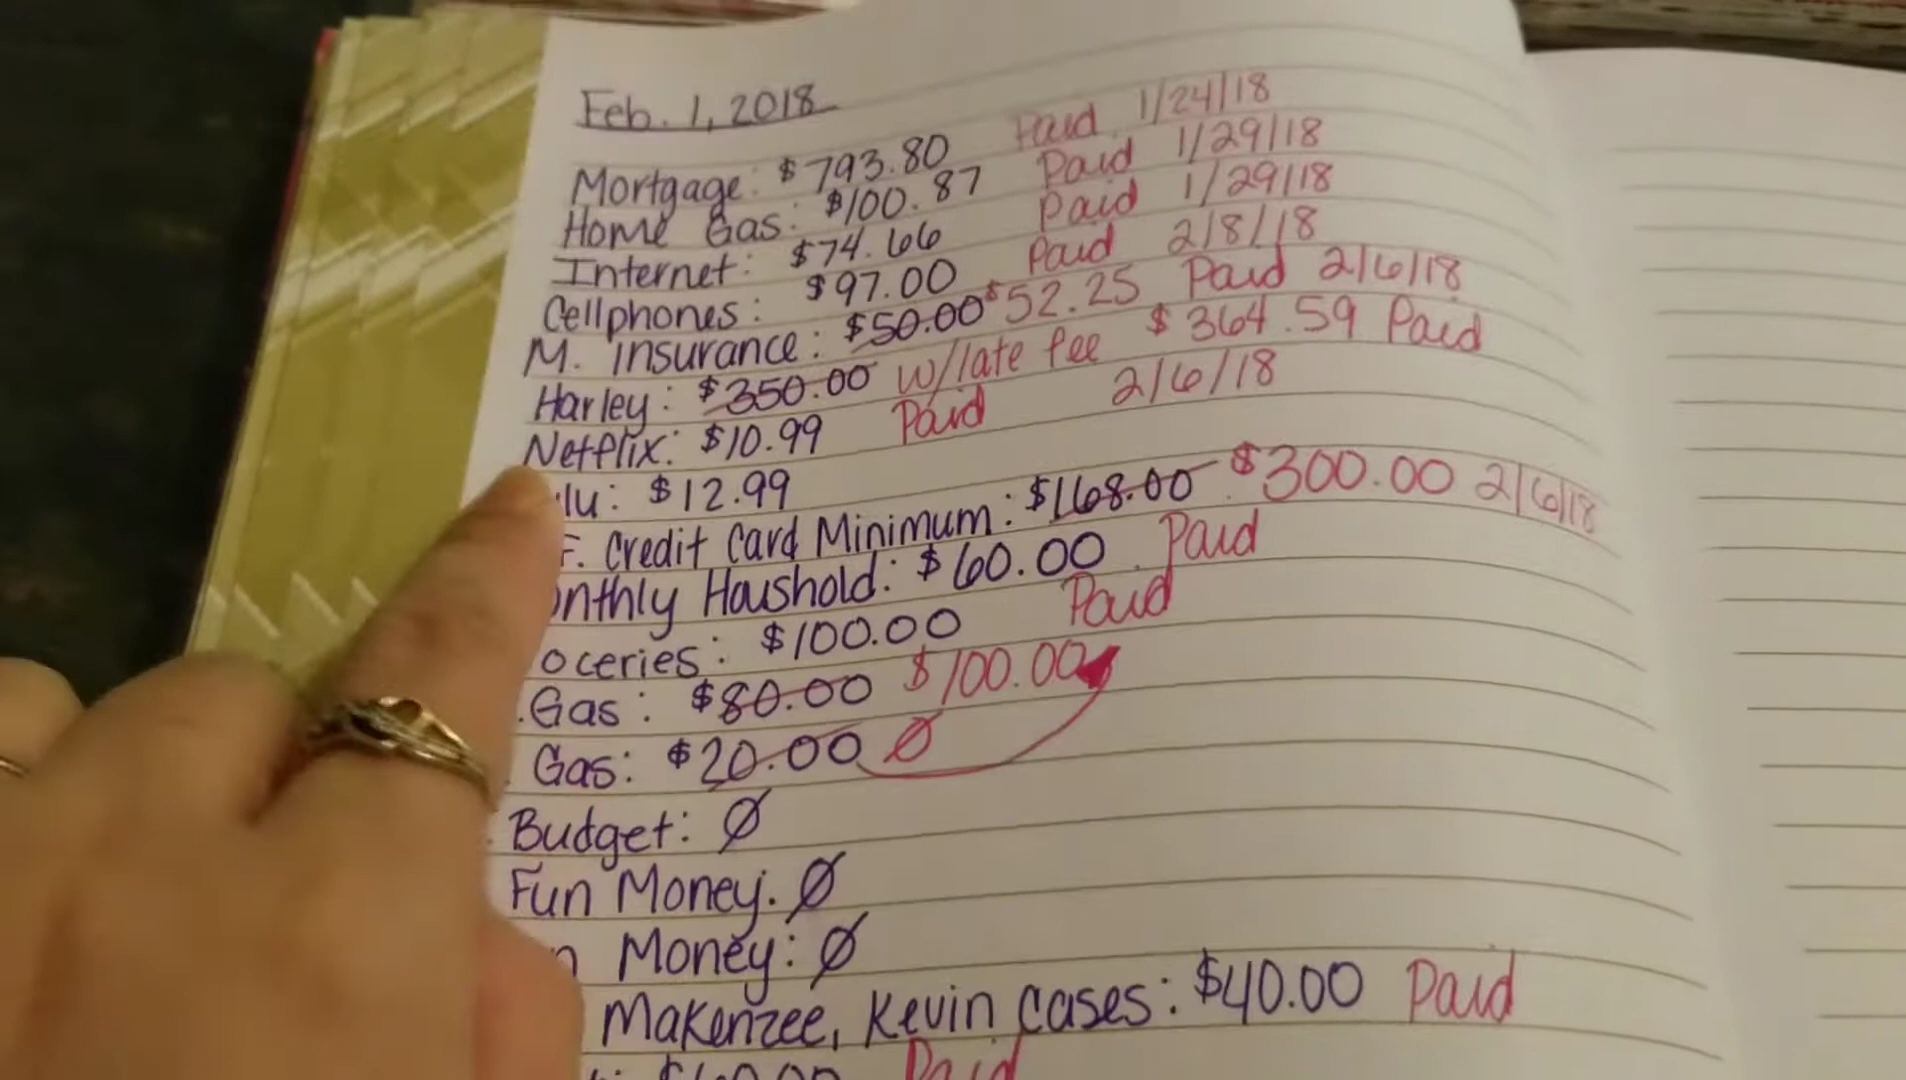 Feb. 1, 2018
Mortgage: $793.80 Paid 1/24/18
Home Gas: $100.87 Paid 1/29/18
Internet: $74.66 Paid 1/29/18
Cellphones: $97.00 Paid 2/8/18
M. Insurance: $50.00 $52.25 Paid 2/6/18
Harley: $350.00 w/late fee $364.59 Paid
Netflix: $10.99 Paid 2/6/18
lu: $12.99
F. Credit Card Minimum: $168.00 $300.00 2/6/18
onthly Haushold: $60.00 Paid
oceries: $100.00 Paid
Gas: $80.00 $100.00
Gas: $20.00 Ø
Budget: Ø
Fun Money. Ø
n Money: Ø
Makenzee, Kevin cases: $40.00 Paid
$60.00 Paid